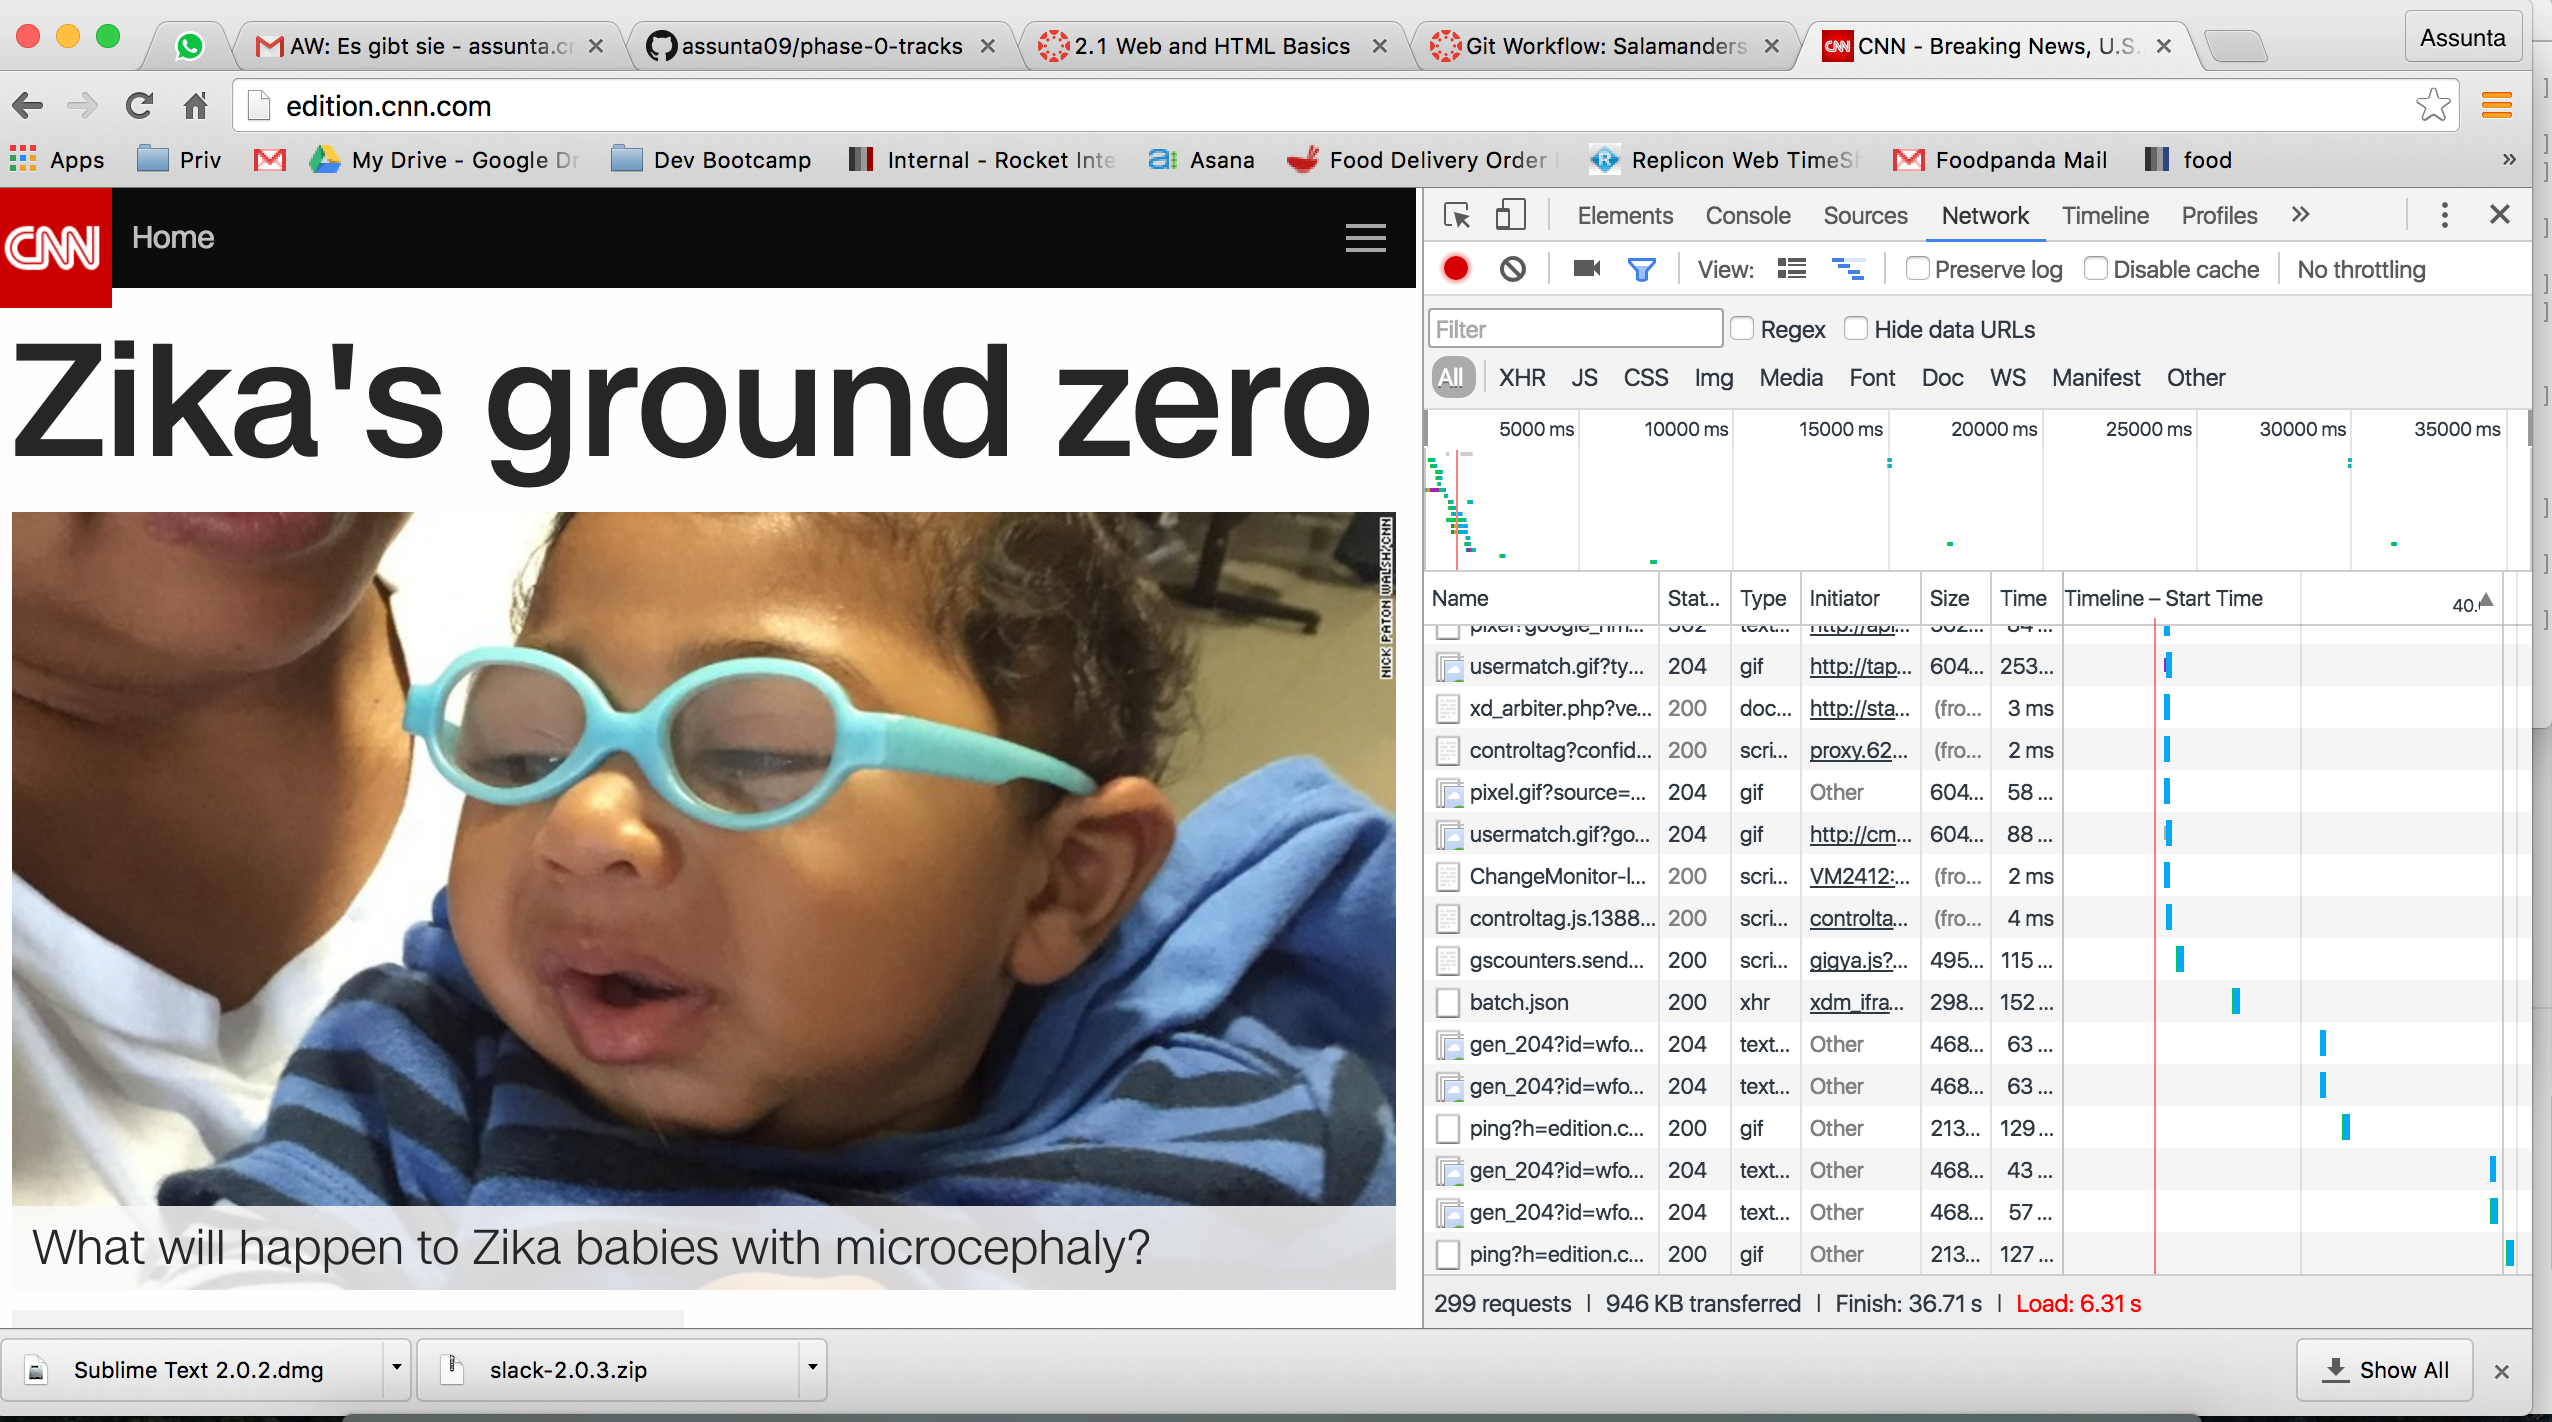 AW: Es gibt sie - assunta.cr
assunta09/phase-0-tracks
2.1 Web and HTML Basics
Git Workflow: Salamanders
CNN - Breaking News, U.S.
Assunta
edition.cnn.com
Apps
Priv
My Drive - Google Dr
Dev Bootcamp
Internal - Rocket Inte
Asana
Food Delivery Order
Replicon Web TimeSh
Foodpanda Mail
food
»
CNN
Home
Zika's ground zero
NICK PATON WALSH/CNN
What will happen to Zika babies with microcephaly?
Elements Console Sources Network Timeline Profiles »
View: Preserve log Disable cache No throttling
Filter Regex Hide data URLs
All XHR JS CSS Img Media Font Doc WS Manifest Other
5000 ms 10000 ms 15000 ms 20000 ms 25000 ms 30000 ms 35000 ms
Name Stat... Type Initiator Size Time Timeline – Start Time
usermatch.gif?ty... 204 gif http://tap... 604... 253...
xd_arbiter.php?ve... 200 doc... http://sta... (fro... 3 ms
controltag?confid... 200 scri... proxy.62... (fro... 2 ms
pixel.gif?source=... 204 gif Other 604... 58 ...
usermatch.gif?go... 204 gif http://cm... 604... 88 ...
ChangeMonitor-l... 200 scri... VM2412:... (fro... 2 ms
controltag.js.1388... 200 scri... controlta... (fro... 4 ms
gscounters.send... 200 scri... gigya.js?... 495... 115 ...
batch.json 200 xhr xdm_ifra... 298... 152 ...
gen_204?id=wfo... 204 text... Other 468... 63 ...
gen_204?id=wfo... 204 text... Other 468... 63 ...
ping?h=edition.c... 200 gif Other 213... 129 ...
gen_204?id=wfo... 204 text... Other 468... 43 ...
gen_204?id=wfo... 204 text... Other 468... 57 ...
ping?h=edition.c... 200 gif Other 213... 127 ...
299 requests | 946 KB transferred | Finish: 36.71 s | Load: 6.31 s
Sublime Text 2.0.2.dmg
slack-2.0.3.zip
Show All